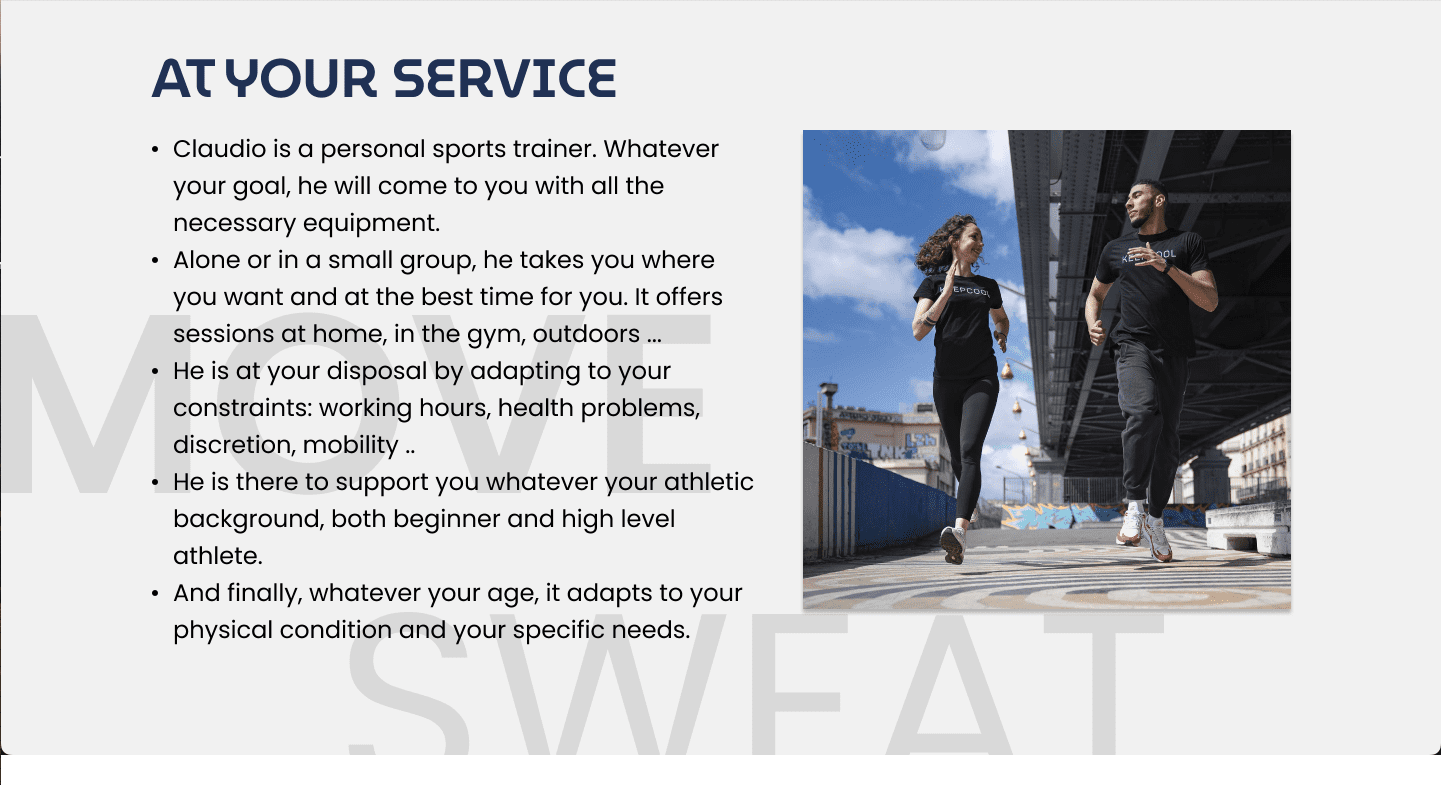 AT YOUR SERVICE
• Claudio is a personal sports trainer. Whatever
your goal, he will come to you with all the
necessary equipment.
• Alone or in a small group, he takes you where
you want and at the best time for you. It offers
sessions at home, in the gym, outdoors ...
• He is at your disposal by adapting to your
constraints: working hours, health problems,
discretion, mobility ..
• He is there to support you whatever your athletic
background, both beginner and high level
athlete.
• And finally, whatever your age, it adapts to your
physical condition and your specific needs.
MOVE
SWEAT
KEEPCOOL